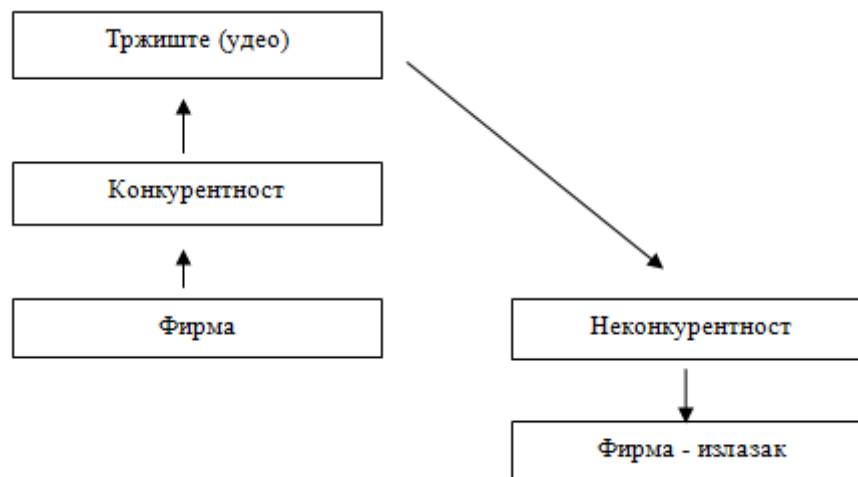 Тржиште (удео)
Конкурентност
Фирма
Неконкурентност
Фирма - излазак